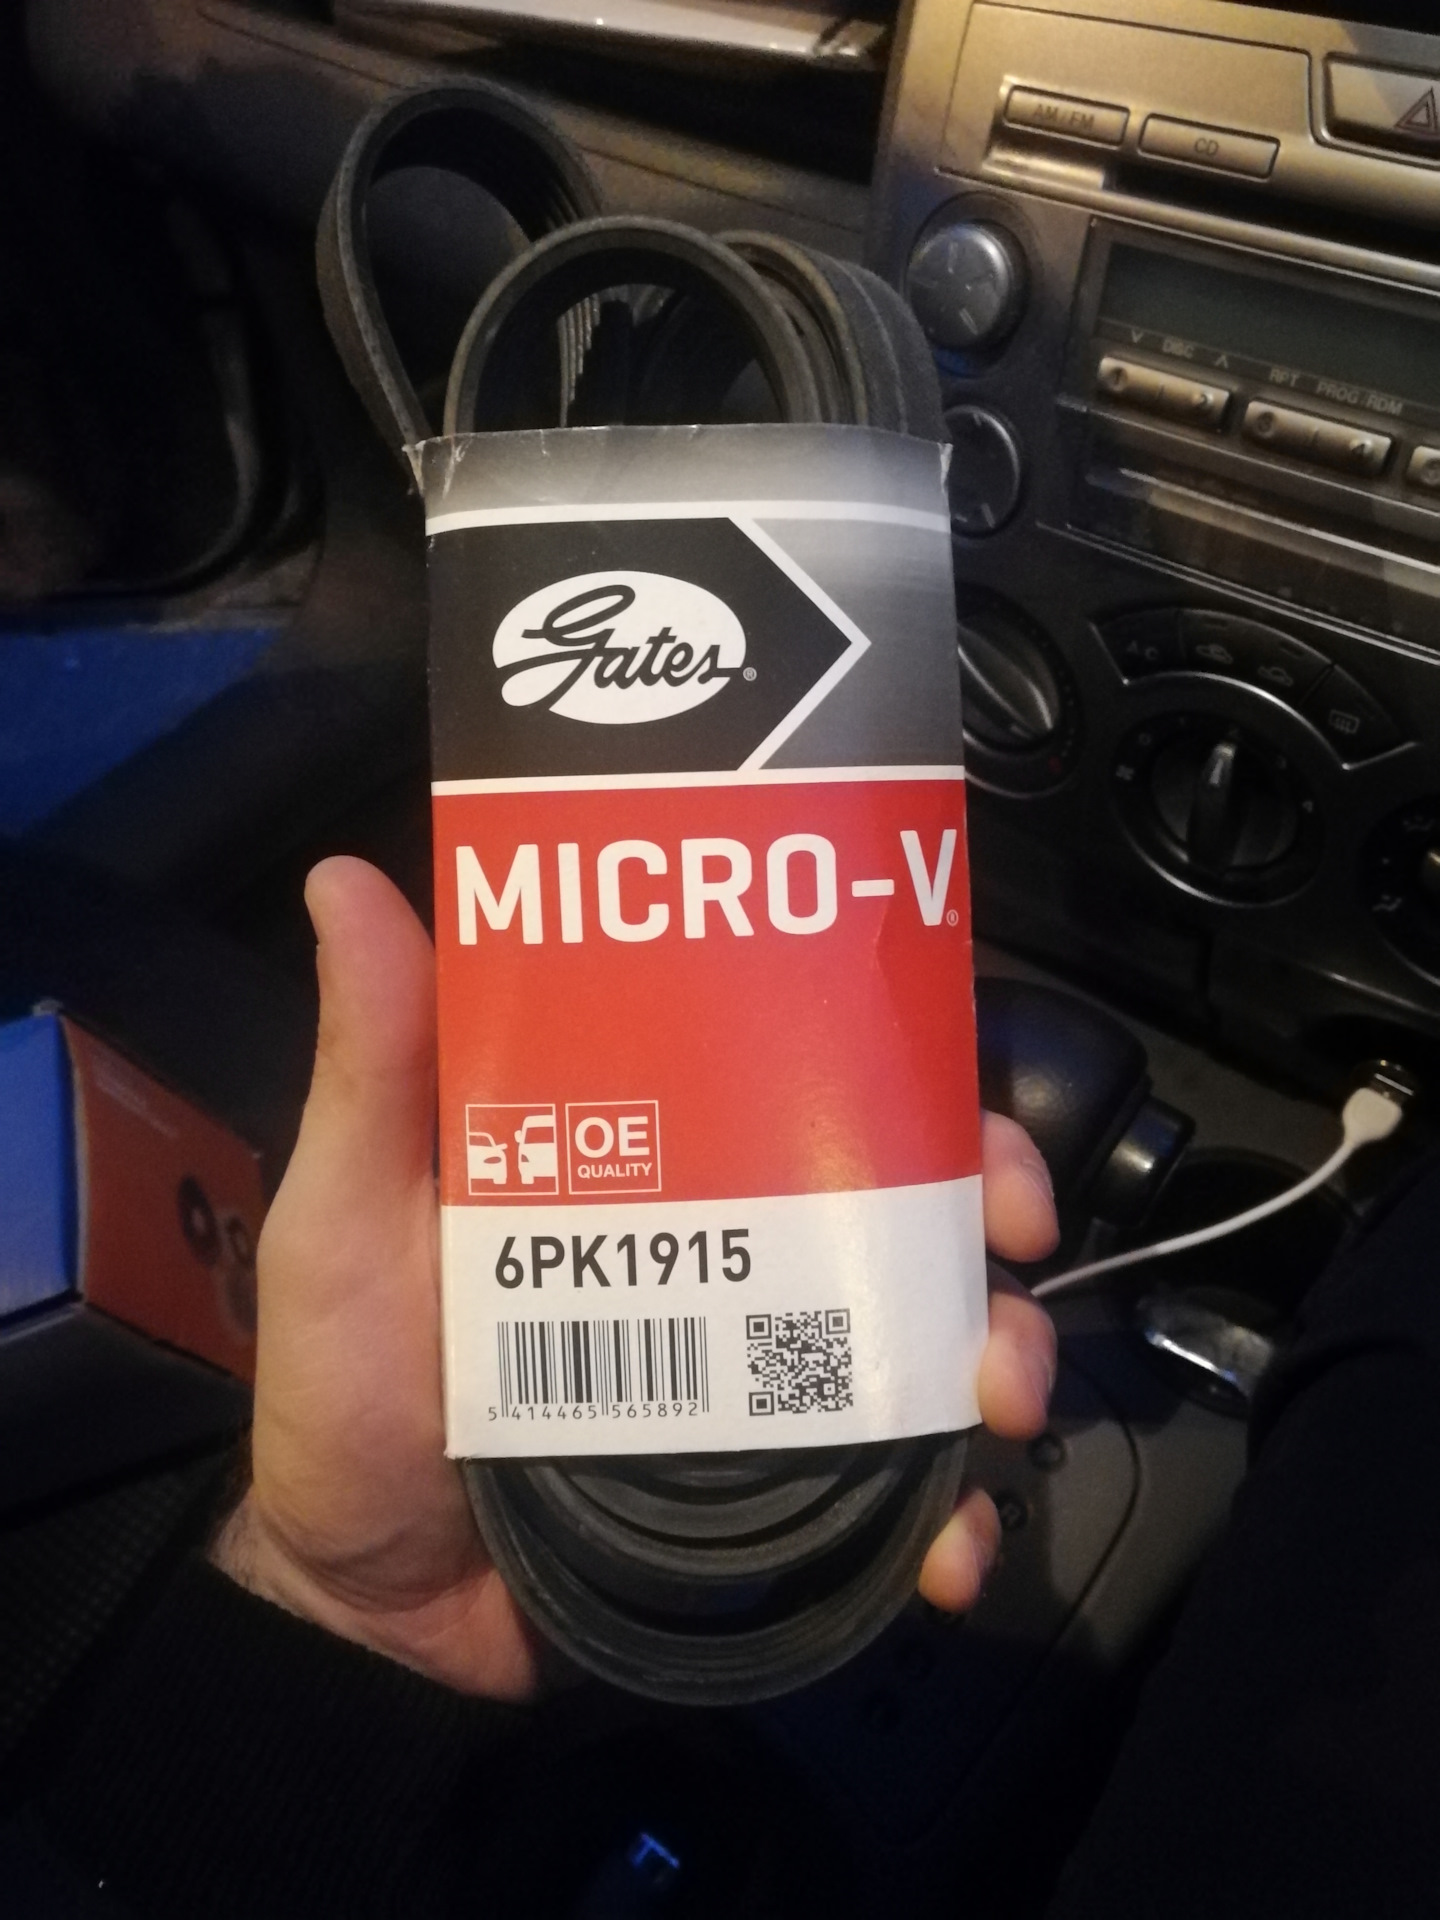 AM/FM
CD
DISC
RPT PROG RDM
Gates®
MICRO-V®
OE
QUALITY
6PK1915
5 414465 565892